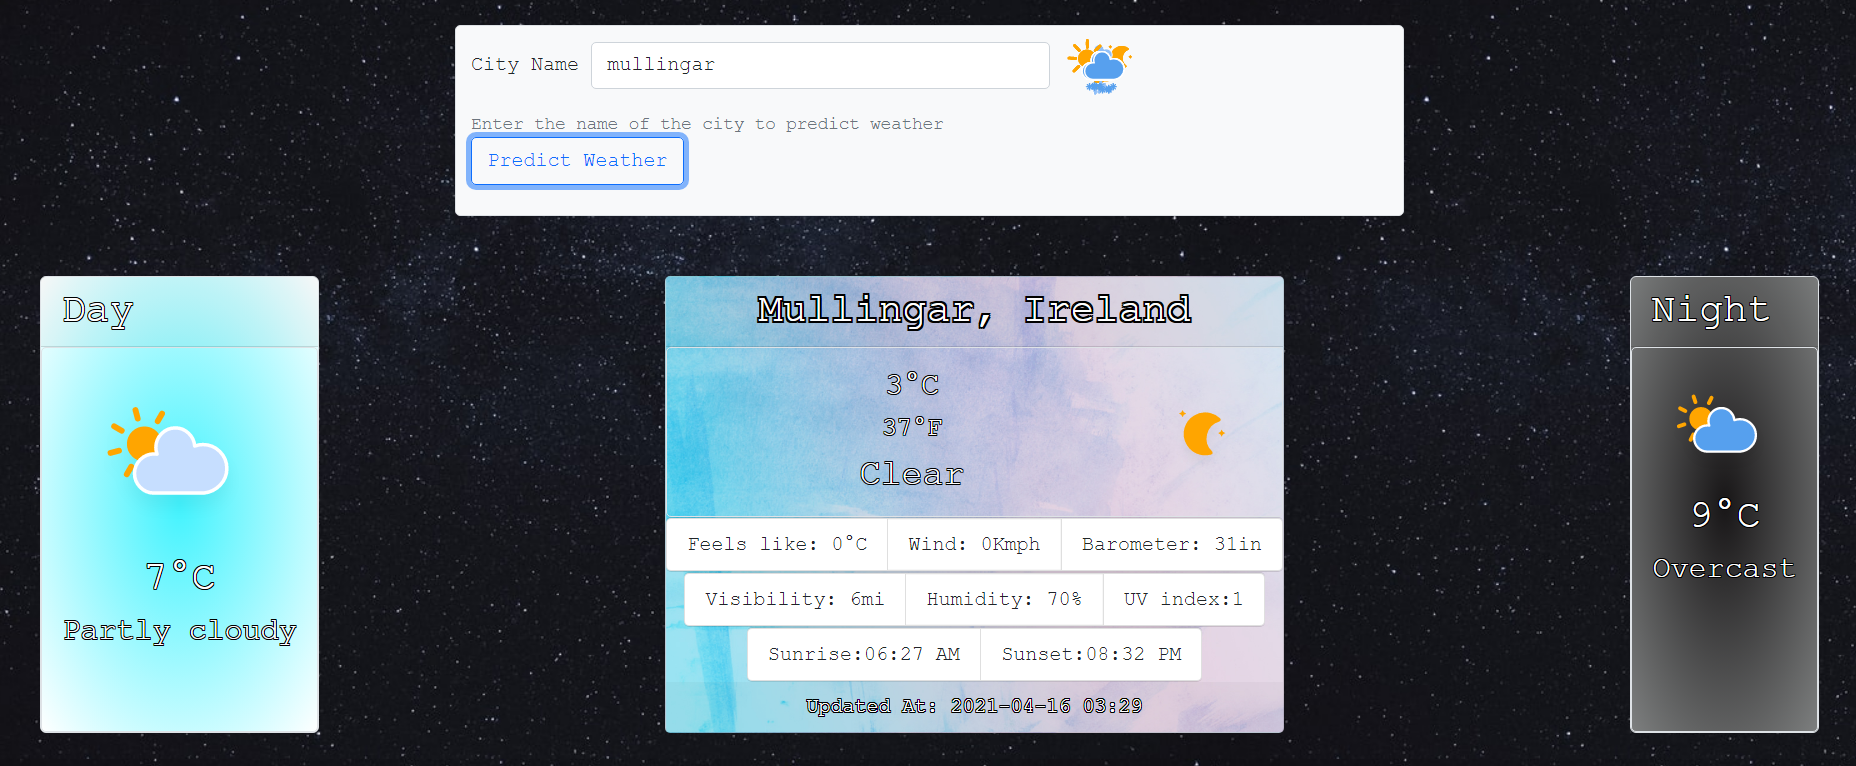 City Name mullingar
Enter the name of the city to predict weather
Predict Weather
Day
7°C
Partly cloudy
Mullingar, Ireland
3°C
37°F
Clear
Feels like: 0°C Wind: 0Kmph Barometer: 31in
Visibility: 6mi Humidity: 70% UV index:1
Sunrise:06:27 AM Sunset:08:32 PM
Updated At: 2021-04-16 03:29
Night
9°C
Overcast